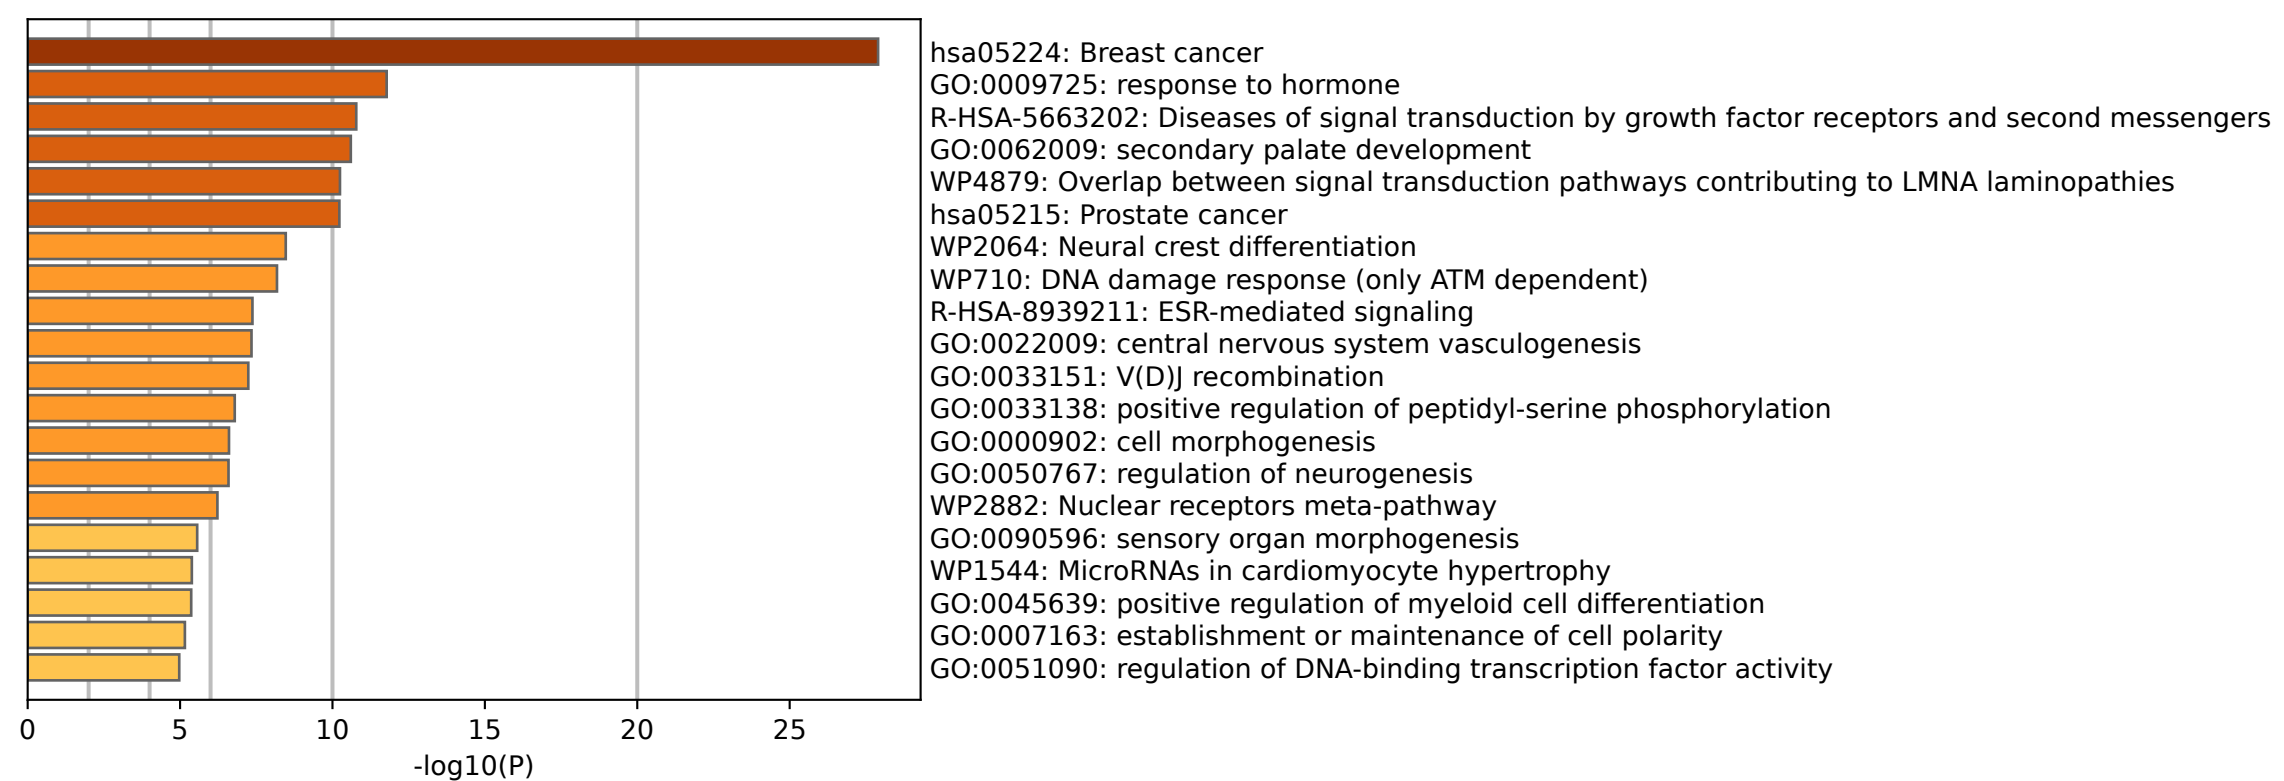 hsa05224: Breast cancer
GO:0009725: response to hormone
R-HSA-5663202: Diseases of signal transduction by growth factor receptors and second messengers
GO:0062009: secondary palate development
WP4879: Overlap between signal transduction pathways contributing to LMNA laminopathies
hsa05215: Prostate cancer
WP2064: Neural crest differentiation
WP710: DNA damage response (only ATM dependent)
R-HSA-8939211: ESR-mediated signaling
GO:0022009: central nervous system vasculogenesis
GO:0033151: V(D)J recombination
GO:0033138: positive regulation of peptidyl-serine phosphorylation
GO:0000902: cell morphogenesis
GO:0050767: regulation of neurogenesis
WP2882: Nuclear receptors meta-pathway
GO:0090596: sensory organ morphogenesis
WP1544: MicroRNAs in cardiomyocyte hypertrophy
GO:0045639: positive regulation of myeloid cell differentiation
GO:0007163: establishment or maintenance of cell polarity
GO:0051090: regulation of DNA-binding transcription factor activity
0 5 10 15 20 25
-log10(P)